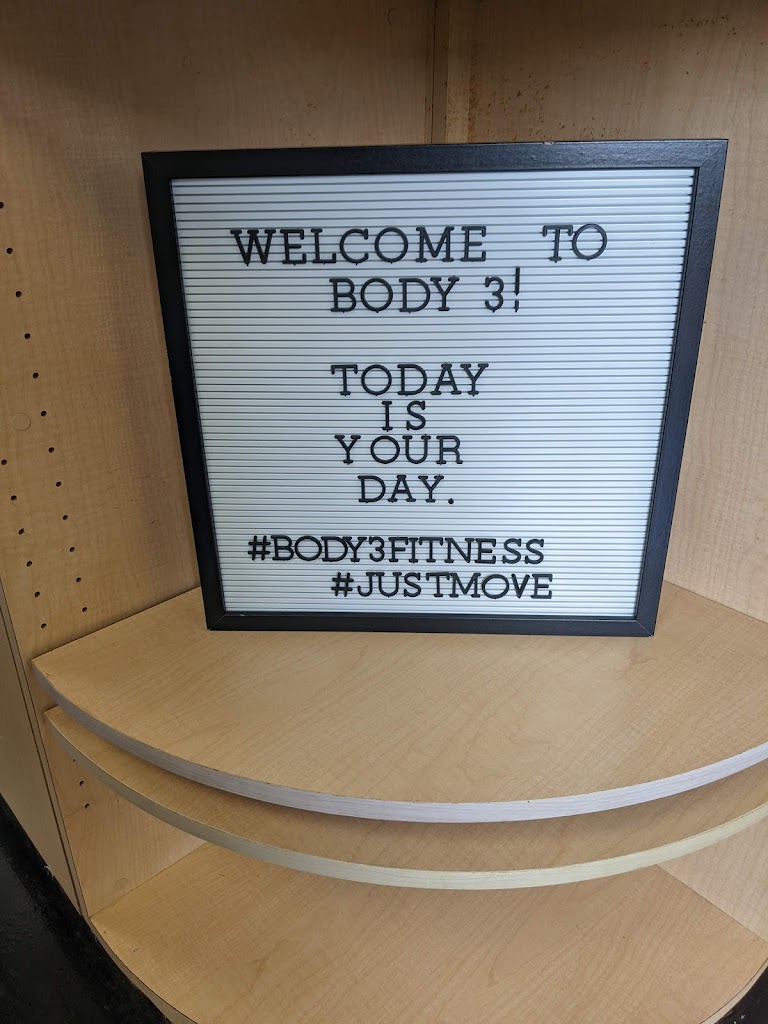 WELCOME TO
BODY 3!
TODAY
IS
YOUR
DAY.
#BODY3FITNESS
#JUSTMOVE